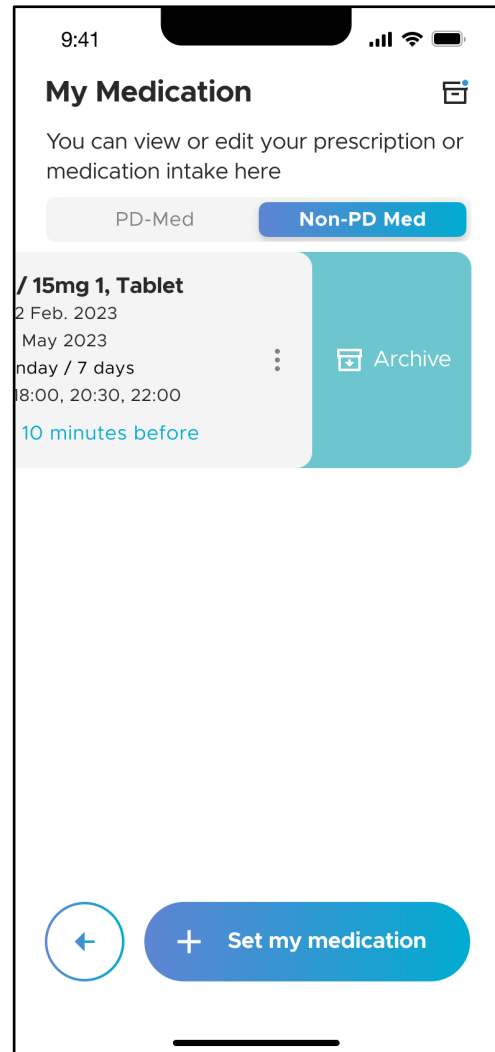 9:41
My Medication
You can view or edit your prescription or
medication intake here
PD-Med
Non-PD Med
/ 15mg 1, Tablet
2 Feb. 2023
May 2023
nday / 7 days
18:00, 20:30, 22:00
10 minutes before
Archive
Set my medication